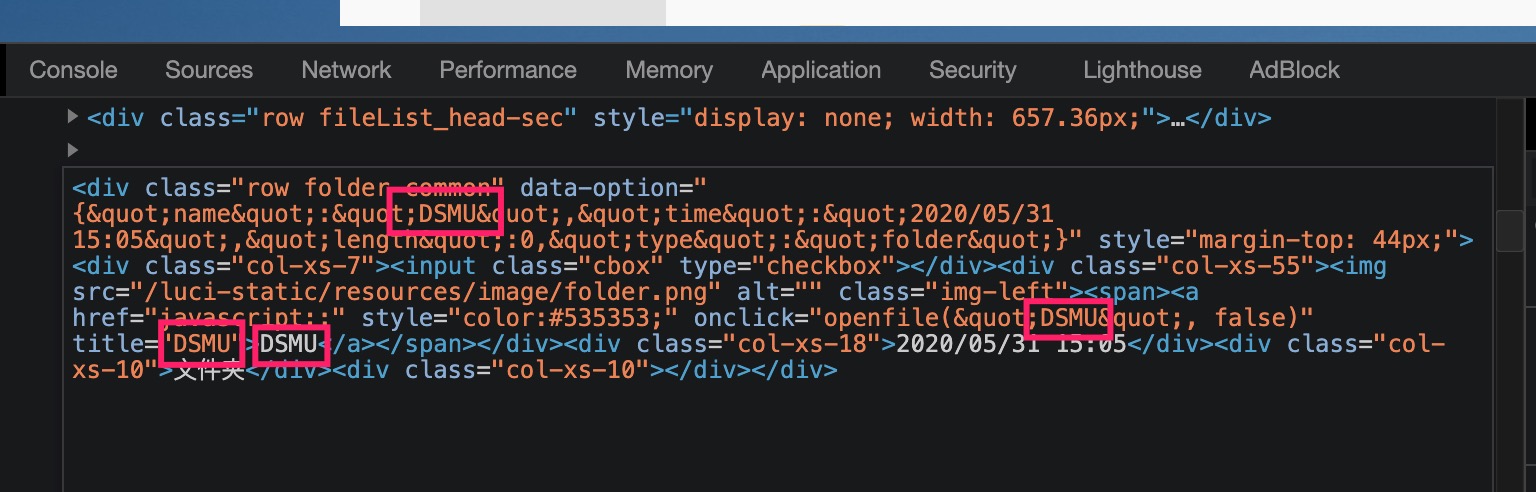 Console Sources Network Performance Memory Application Security Lighthouse AdBlock
<div class="row fileList_head-sec" style="display: none; width: 657.36px;">…</div>
<div class="row folder common" data-option="
{&quot;name&quot;:&quot;DSMU&quot;,&quot;time&quot;:&quot;2020/05/31
15:05&quot;,&quot;length&quot;:0,&quot;type&quot;:&quot;folder&quot;}" style="margin-top: 44px;">
<div class="col-xs-7"><input class="cbox" type="checkbox"></div><div class="col-xs-55"><img
src="/luci-static/resources/image/folder.png" alt="" class="img-left"><span><a
href="javascript:;" style="color:#535353;" onclick="openfile(&quot;DSMU&quot;, false)"
title="DSMU">DSMU</a></span></div><div class="col-xs-18">2020/05/31 15:05</div><div class="col-
xs-10">文件夹</div><div class="col-xs-10"></div></div>